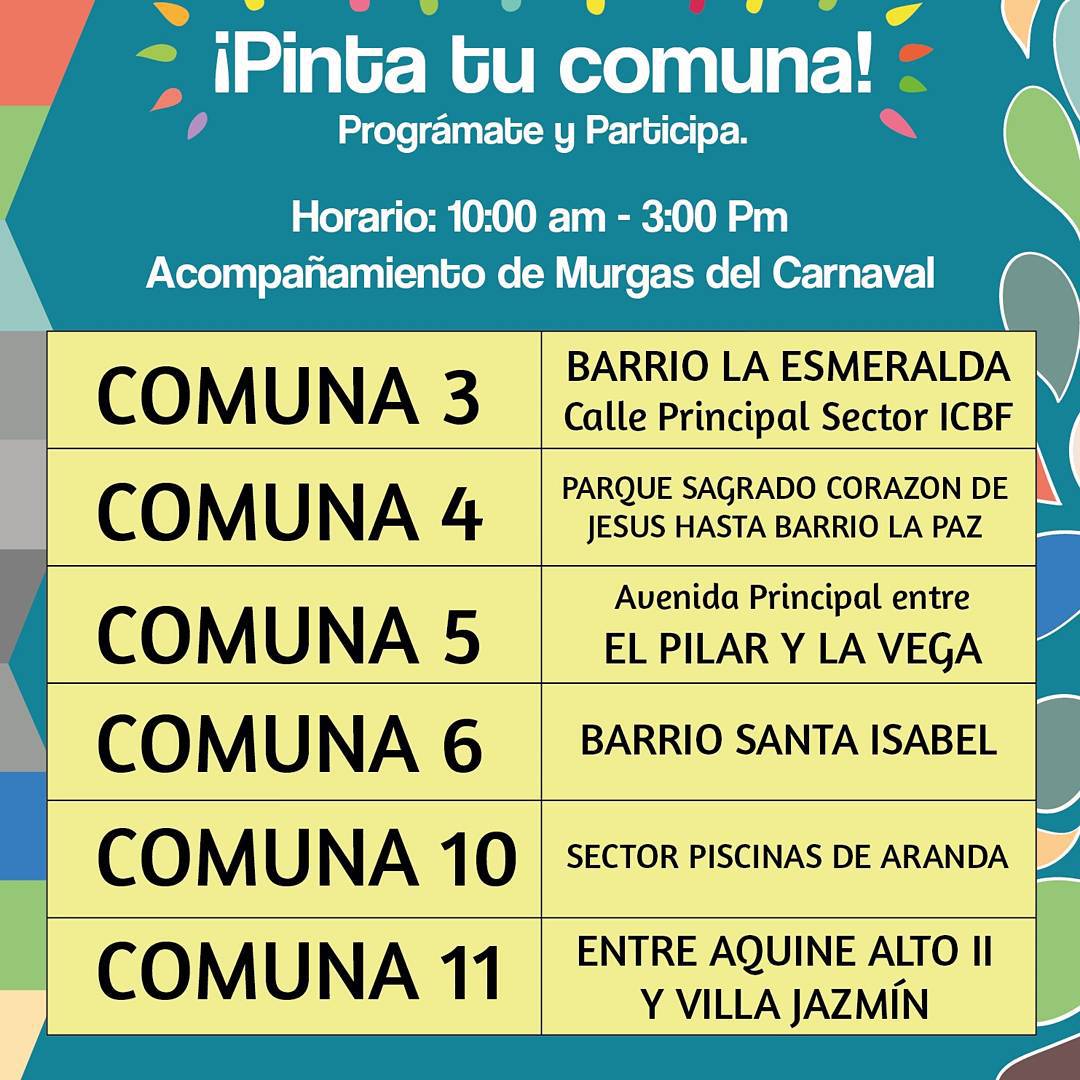 ¡Pinta tu comuna!
Prográmate y Participa.
Horario: 10:00 am - 3:00 Pm
Acompañamiento de Murgas del Carnaval
COMUNA 3
BARRIO LA ESMERALDA
Calle Principal Sector ICBF
COMUNA 4
PARQUE SAGRADO CORAZON DE
JESUS HASTA BARRIO LA PAZ
COMUNA 5
Avenida Principal entre
EL PILAR Y LA VEGA
COMUNA 6
BARRIO SANTA ISABEL
COMUNA 10
SECTOR PISCINAS DE ARANDA
COMUNA 11
ENTRE AQUINE ALTO II
Y VILLA JAZMÍN